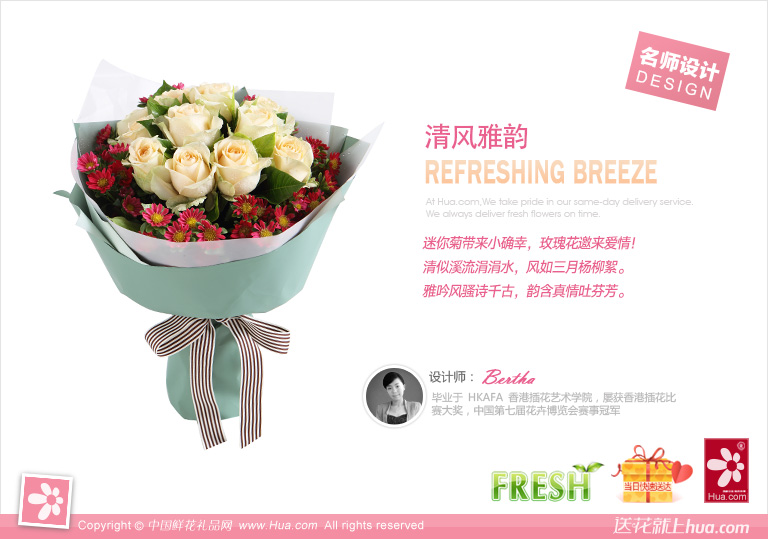 名师设计
DESIGN
清风雅韵
REFRESHING BREEZE
At Hua.com,We take pride in our same-day delivery service.
We always deliver fresh flowers on time.
迷你菊带来小确幸，玫瑰花邀来爱情!
清似溪流涓涓水，风如三月杨柳絮。
雅吟风骚诗千古，韵含真情吐芬芳。
设计师： Bertha
毕业于 HKAFA 香港插花艺术学院，屡获香港插花比
赛大奖，中国第七届花卉博览会赛事冠军
FRESH
当日快速送达
Hua.com
Copyright © 中国鲜花礼品网 www.Hua.com All rights reserved
送花就上hua.com